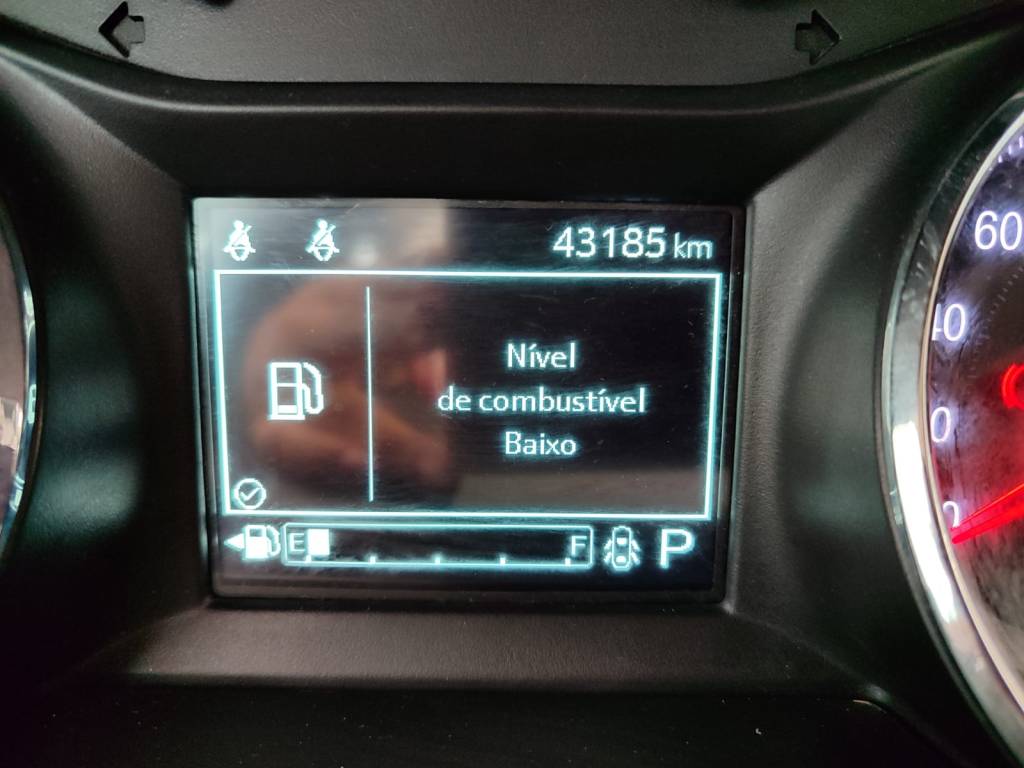 43185 km
Nível
de combustível
Baixo
E F P
60
40